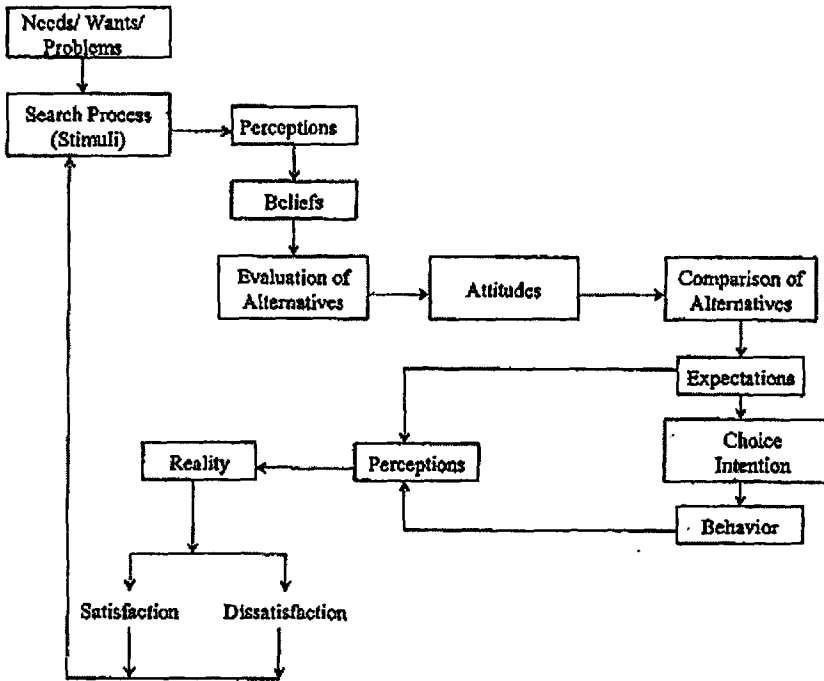 Needs/ Wants/
Problems
Search Process
(Stimuli)
Perceptions
Beliefs
Evaluation of
Alternatives
Attitudes
Comparison of
Alternatives
Expectations
Choice
Intention
Behavior
Perceptions
Reality
Satisfaction
Dissatisfaction